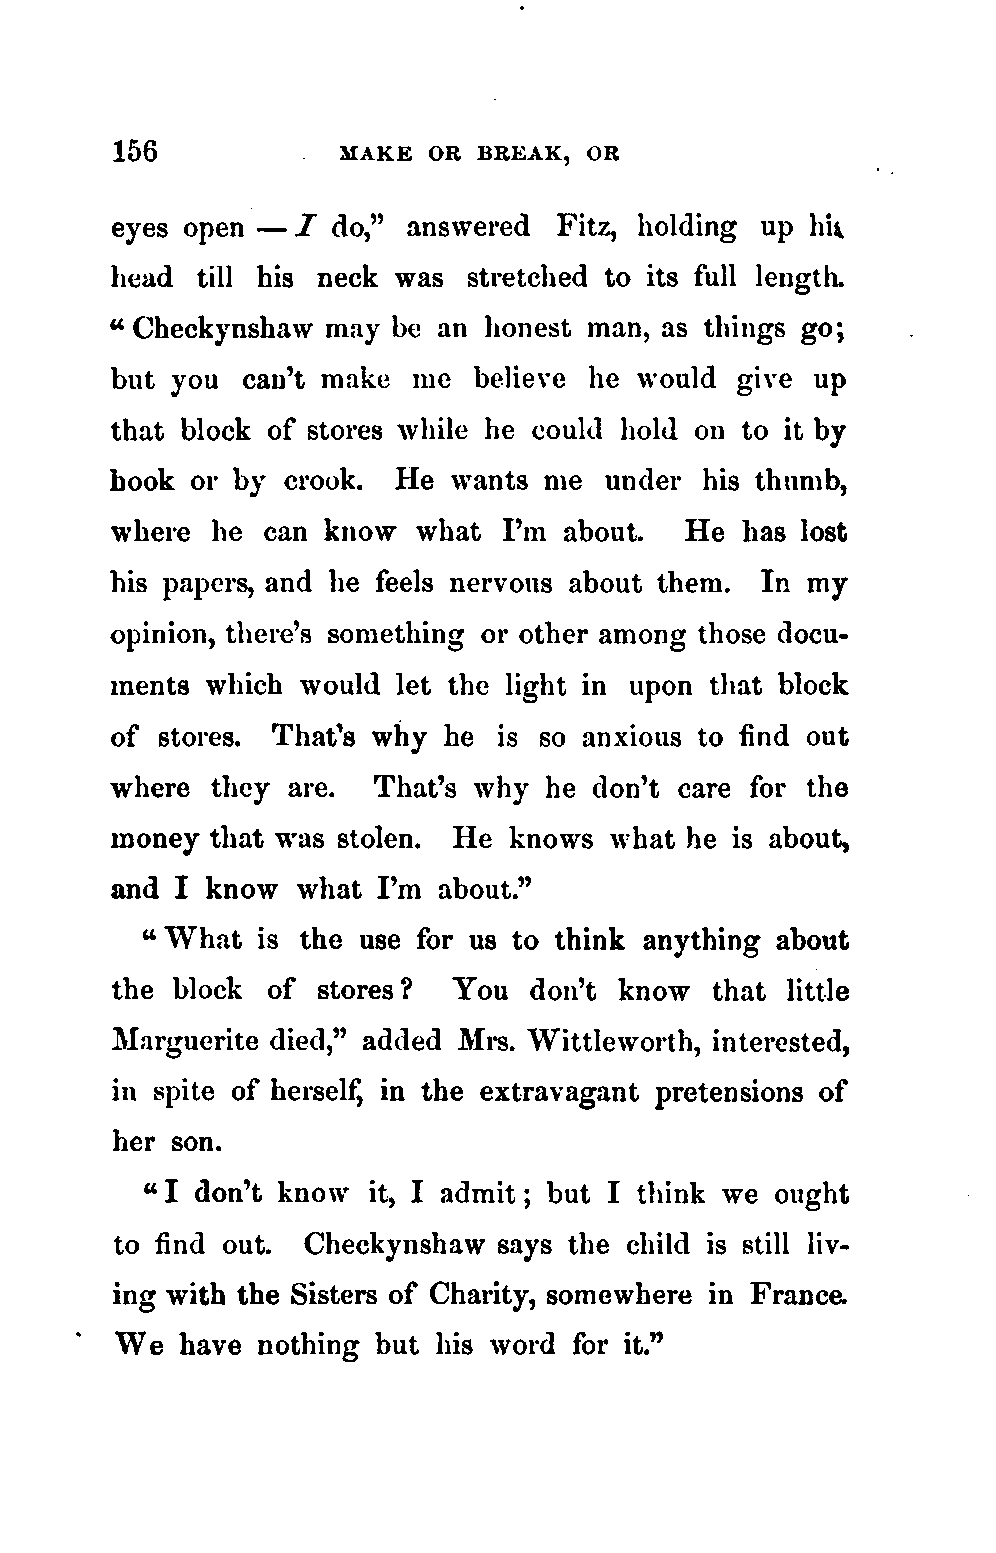 156 MAKE OR BREAK, OR
eyes open — I do,” answered Fitz, holding up his
head till his neck was stretched to its full length.
“Checkynshaw may be an honest man, as things go;
but you can’t make me believe he would give up
that block of stores while he could hold on to it by
hook or by crook. He wants me under his thumb,
where he can know what I’m about. He has lost
his papers, and he feels nervous about them. In my
opinion, there’s something or other among those docu-
ments which would let the light in upon that block
of stores. That’s why he is so anxious to find out
where they are. That’s why he don’t care for the
money that was stolen. He knows what he is about,
and I know what I’m about.”
“What is the use for us to think anything about
the block of stores? You don’t know that little
Marguerite died,” added Mrs. Wittleworth, interested,
in spite of herself, in the extravagant pretensions of
her son.
“I don’t know it, I admit; but I think we ought
to find out. Checkynshaw says the child is still liv-
ing with the Sisters of Charity, somewhere in France.
We have nothing but his word for it.”